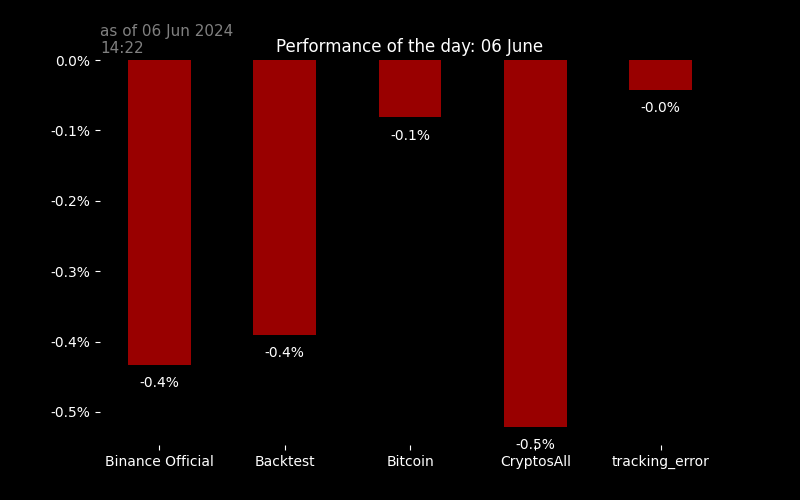 as of 06 Jun 2024
14:22
Performance of the day: 06 June
0.0%
-0.1%
-0.2%
-0.3%
-0.4%
-0.5%
-0.4%
-0.4%
-0.1%
-0.5%
-0.0%
Binance Official
Backtest
Bitcoin
CryptosAll
tracking_error